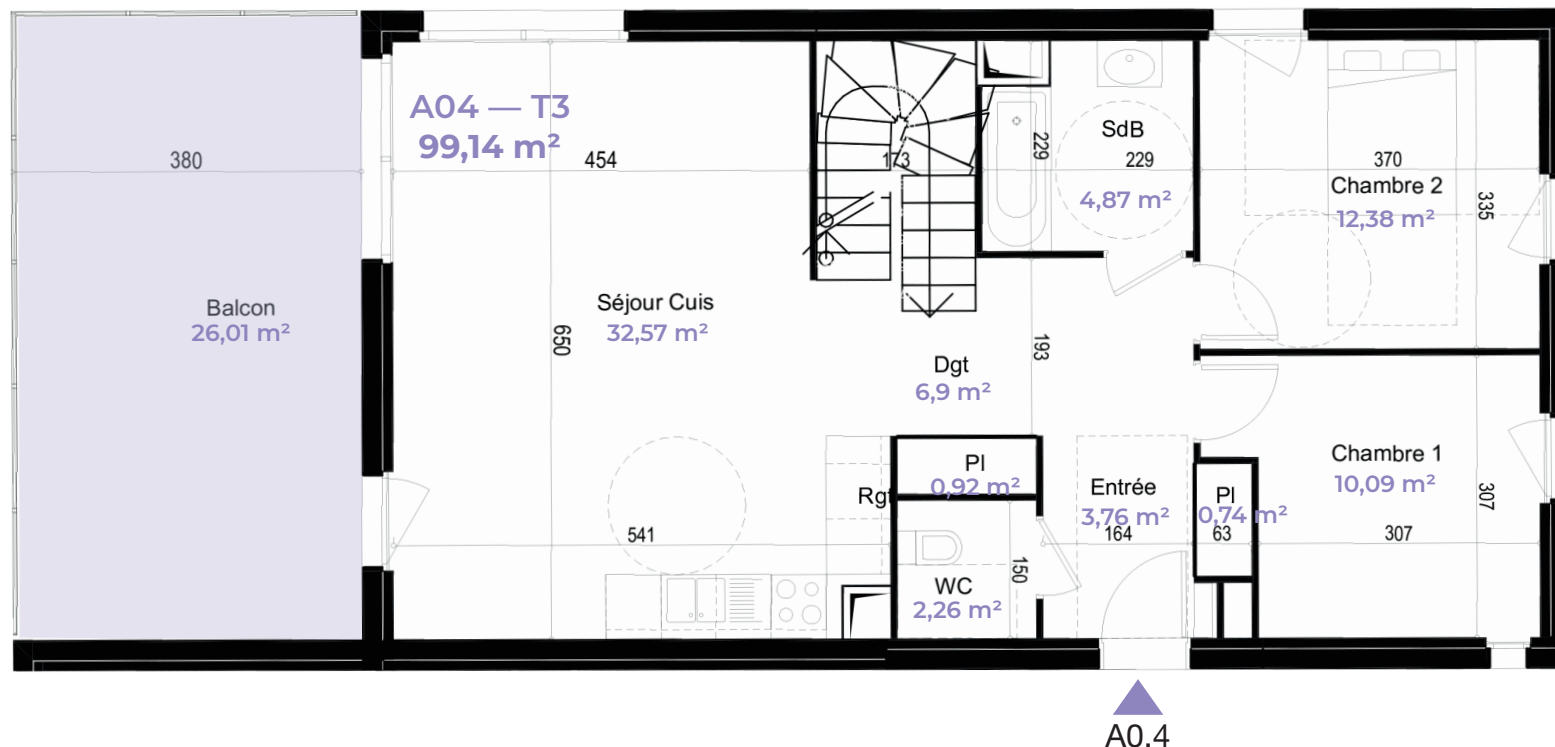 A04 — T3
99,14 m²
380
454
173
229
229
SdB
4,87 m²
370
Chambre 2
12,38 m²
335
Balcon
26,01 m²
Séjour Cuis
32,57 m²
650
193
Dgt
6,9 m²
Pl
0,92 m²
Rgt
Entrée
3,76 m²
164
Pl
0,74 m²
63
Chambre 1
10,09 m²
307
307
541
WC
2,26 m²
150
A0.4